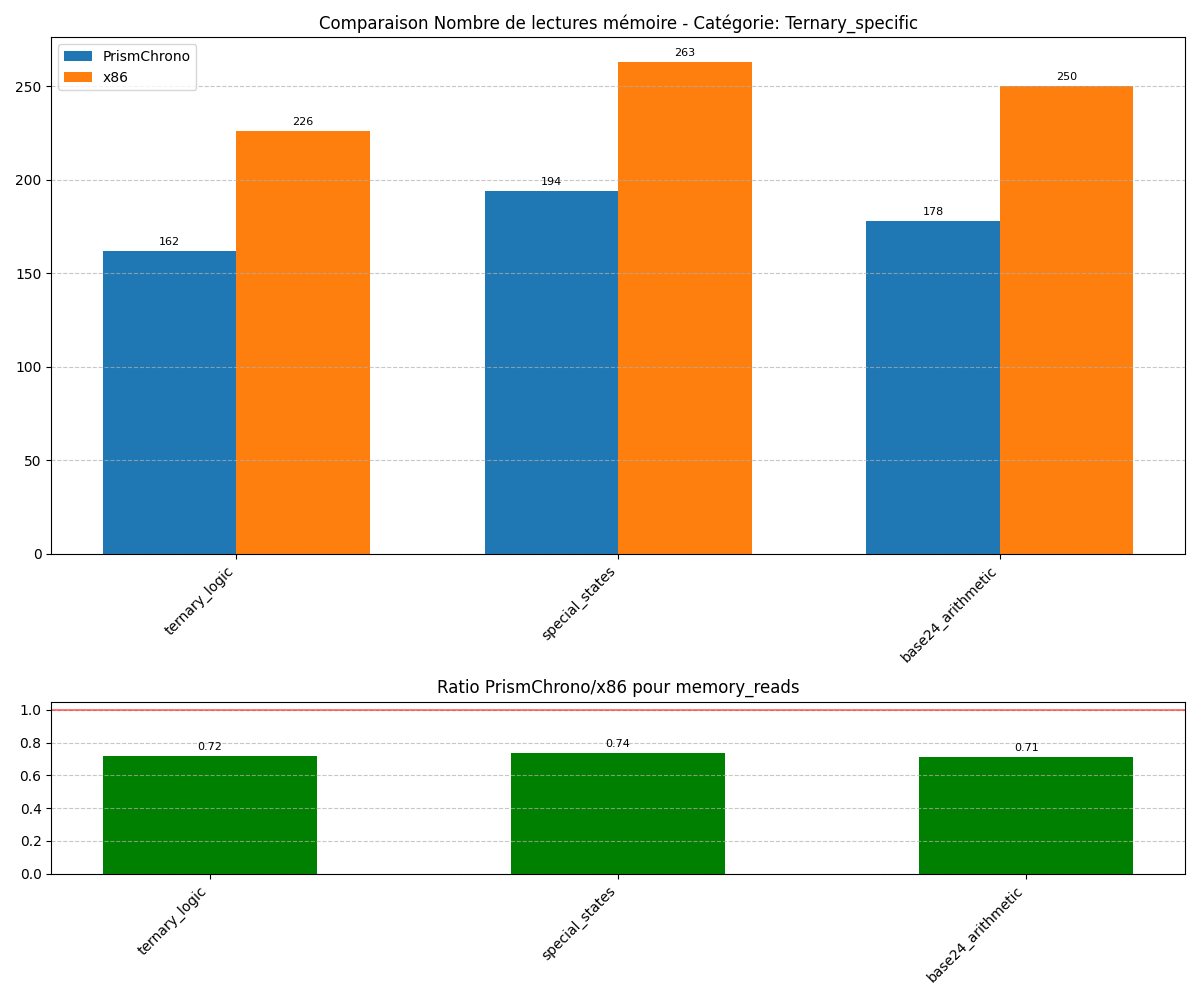 Comparaison Nombre de lectures mémoire - Catégorie: Ternary_specific
PrismChrono
x86
250
200
150
100
50
0
162
226
194
263
178
250
ternary_logic
special_states
base24_arithmetic
Ratio PrismChrono/x86 pour memory_reads
1.0
0.8
0.6
0.4
0.2
0.0
0.72
0.74
0.71
ternary_logic
special_states
base24_arithmetic